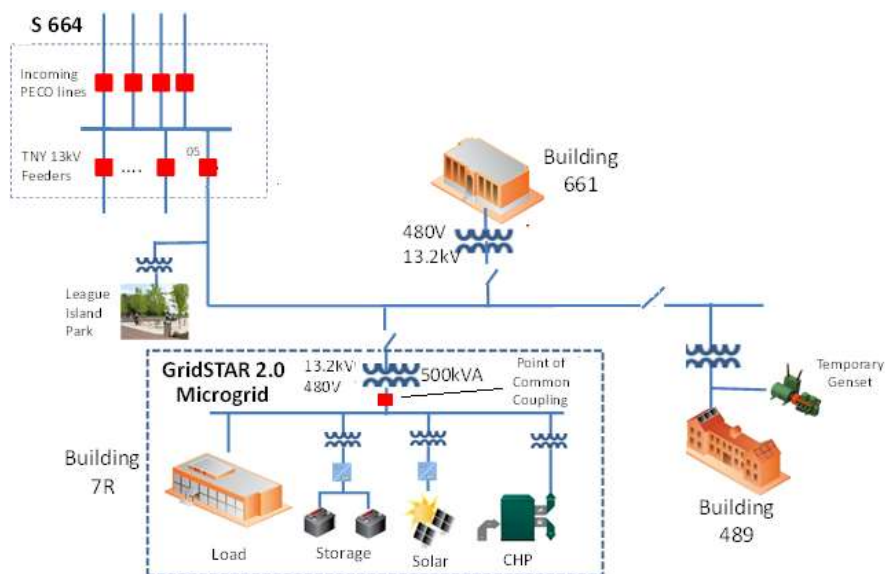 S 664
Incoming
PECO lines
TNY 13kV
Feeders
....
05
Building
661
480V
13.2kV
League
Island
Park
GridSTAR 2.0
Microgrid
13.2kV
480V
500kVA
Point of
Common
Coupling
Temporary
Genset
Building
7R
Building
489
Load
Storage
Solar
CHP